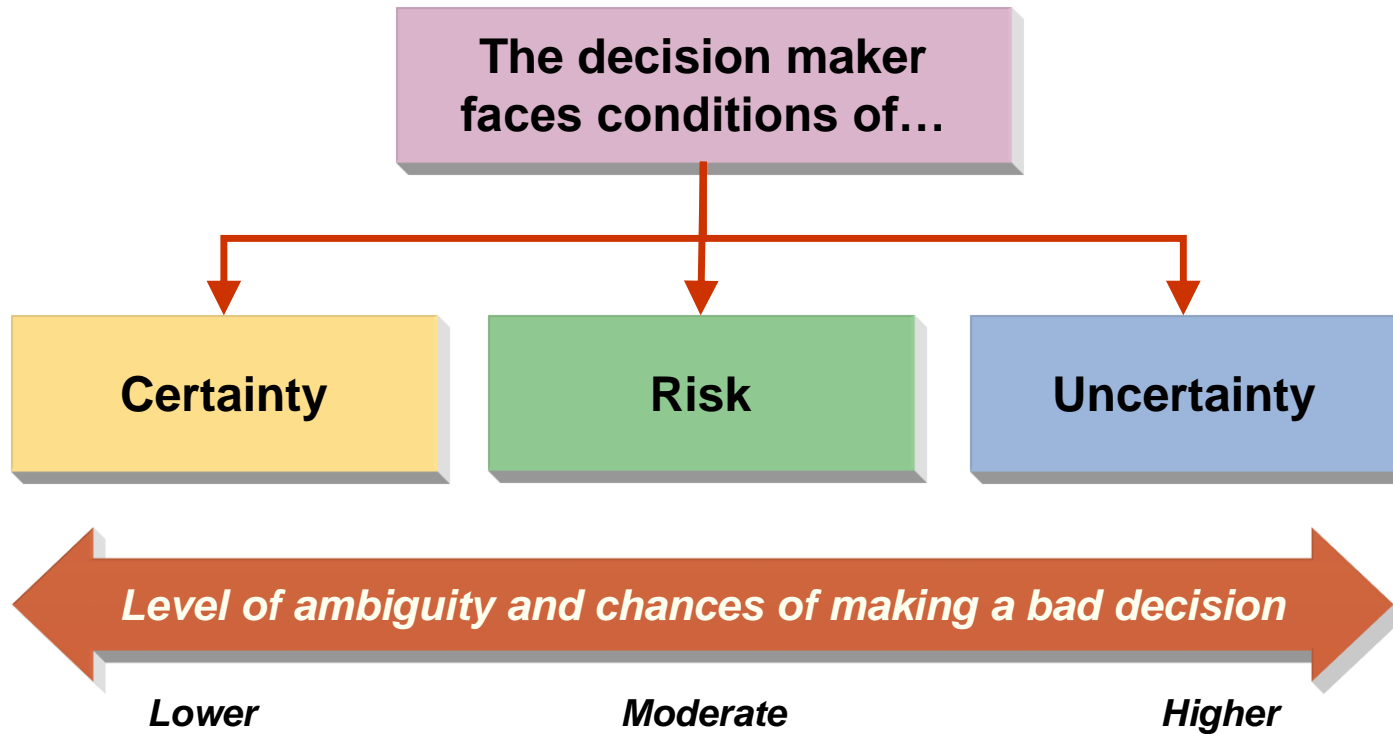 The decision maker
faces conditions of…
Certainty
Risk
Uncertainty
Level of ambiguity and chances of making a bad decision
Lower
Moderate
Higher